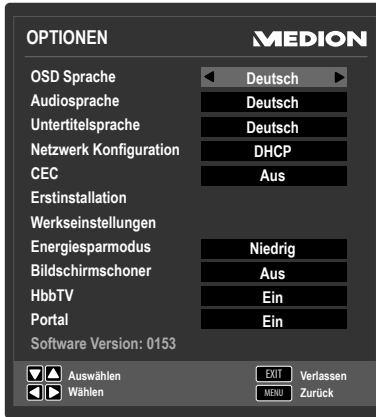 OPTIONEN MEDION
OSD Sprache Deutsch
Audiosprache Deutsch
Untertitelsprache Deutsch
Netzwerk Konfiguration DHCP
CEC Aus
Erstinstallation
Werkseinstellungen
Energiesparmodus Niedrig
Bildschirmschoner Aus
HbbTV Ein
Portal Ein
Software Version: 0153
Auswählen EXIT Verlassen
Wählen MENU Zurück